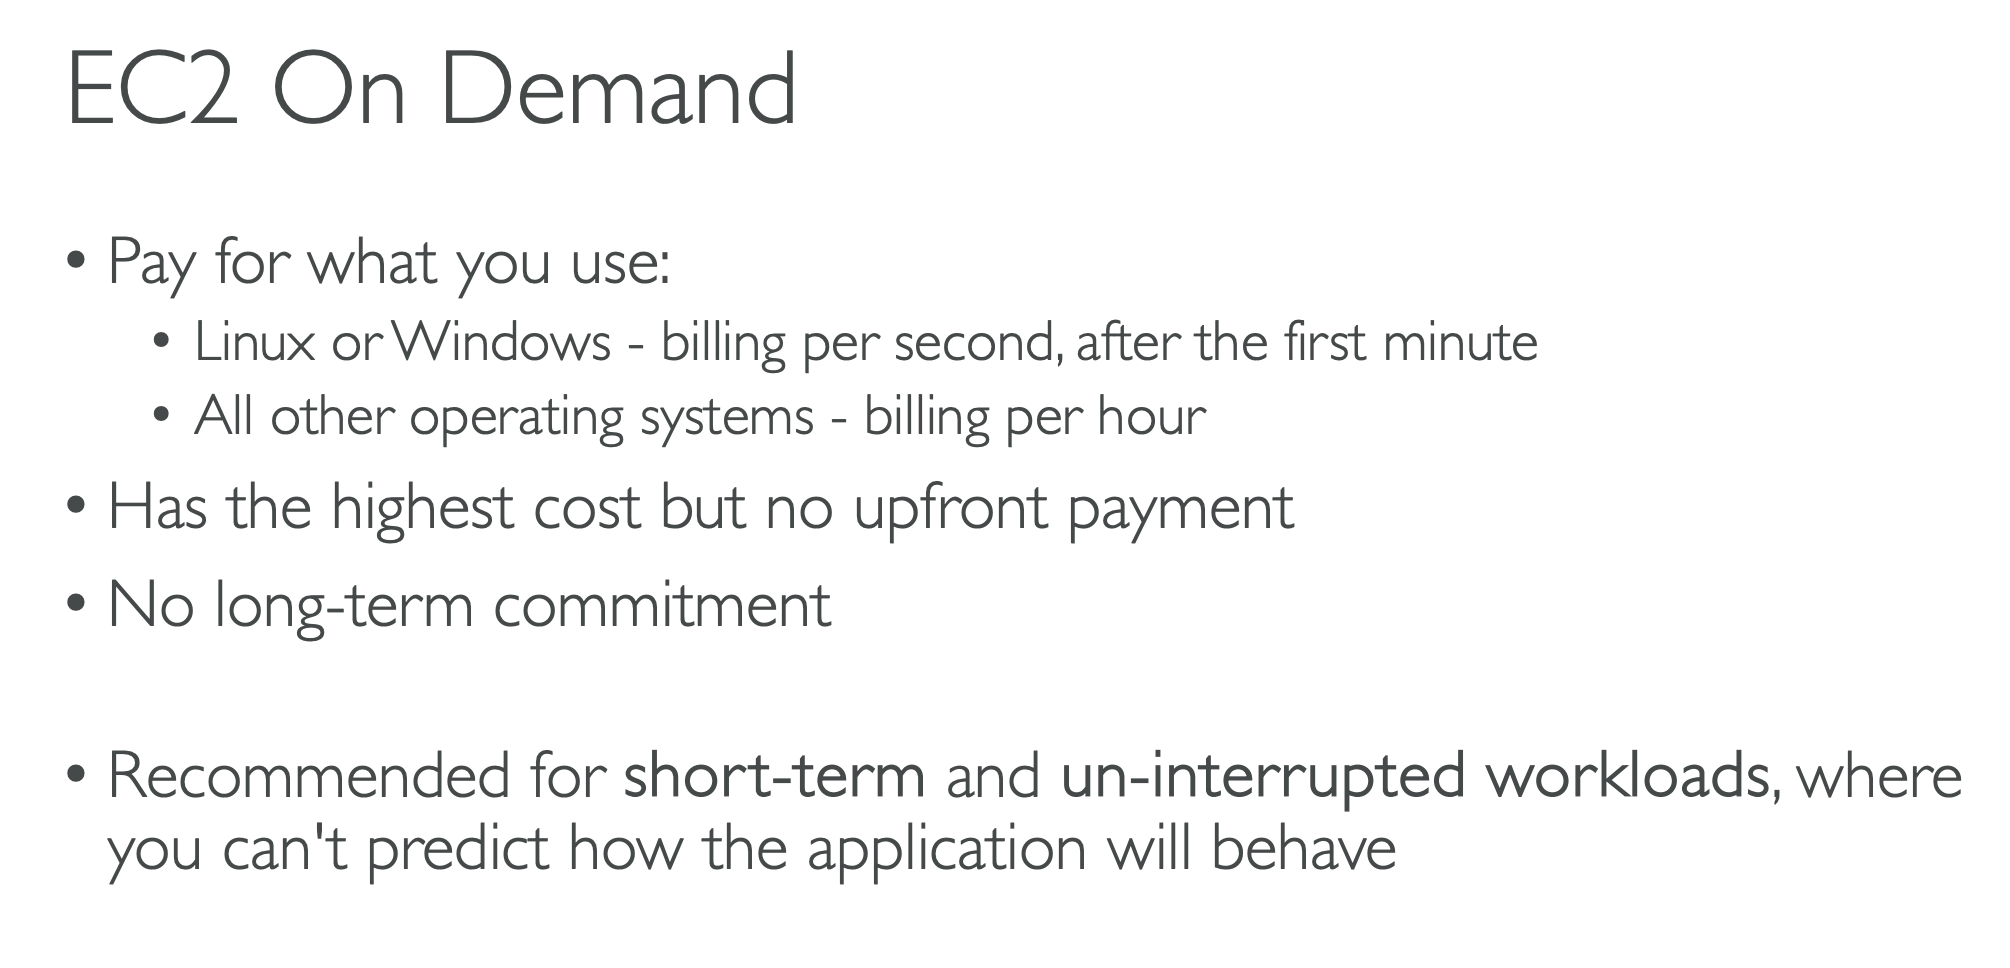 EC2 On Demand
• Pay for what you use:
• Linux or Windows - billing per second, after the first minute
• All other operating systems - billing per hour
• Has the highest cost but no upfront payment
• No long-term commitment
• Recommended for short-term and un-interrupted workloads, where
you can't predict how the application will behave